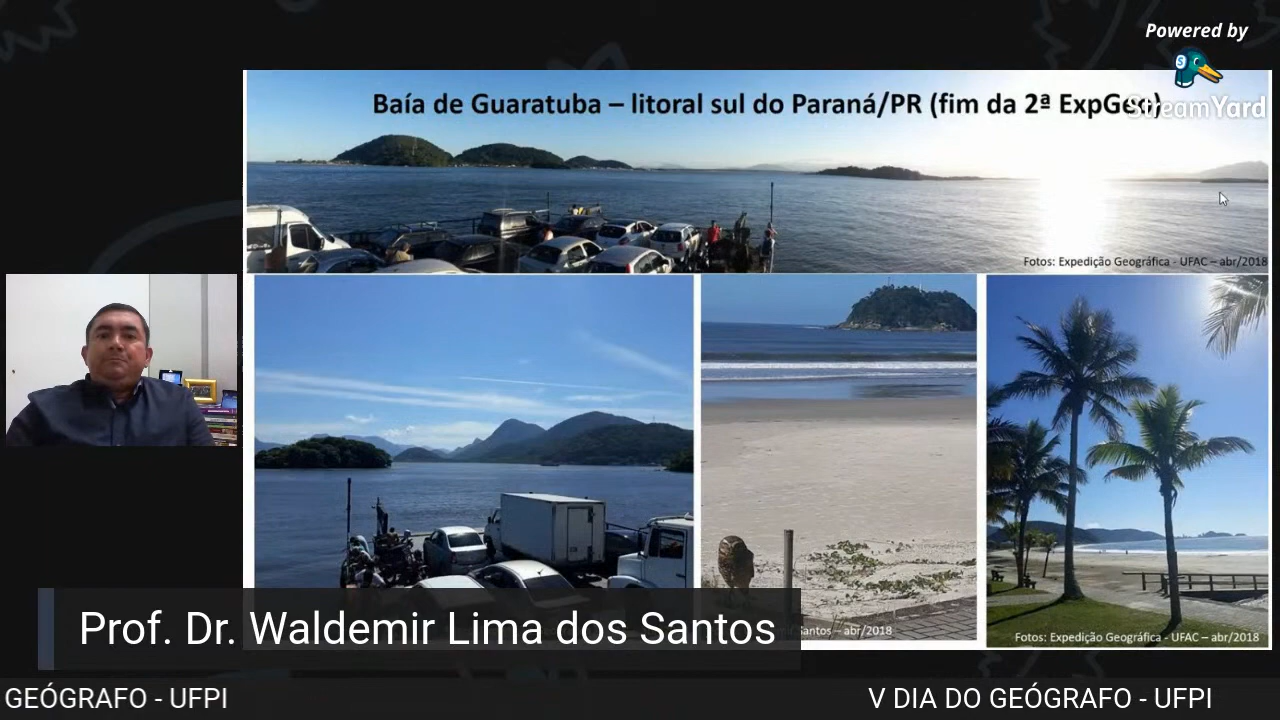 Powered by
StreamYard
Baía de Guaratuba – litoral sul do Paraná/PR (fim da 2ª ExpGeo)
Fotos: Expedição Geográfica - UFAC – abr/2018
Santos – abr/2018
Fotos: Expedição Geográfica - UFAC – abr/2018
Prof. Dr. Waldemir Lima dos Santos
GEÓGRAFO - UFPI
V DIA DO GEÓGRAFO - UFPI